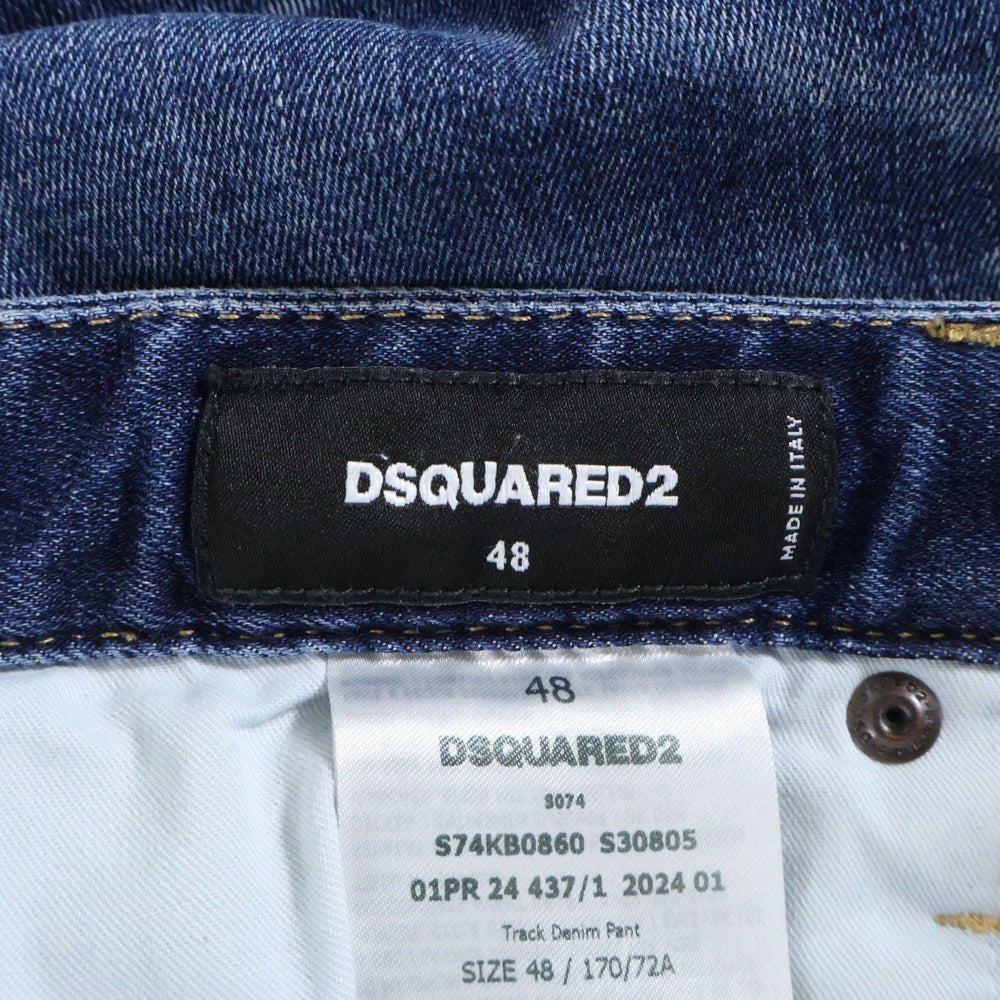 DSQUARED2
48
MADE IN ITALY
48
DSQUARED2
S074
S74KB0860 S30805
01PR 24 437/1 2024 01
Track Denim Pant
SIZE 48 / 170/72A